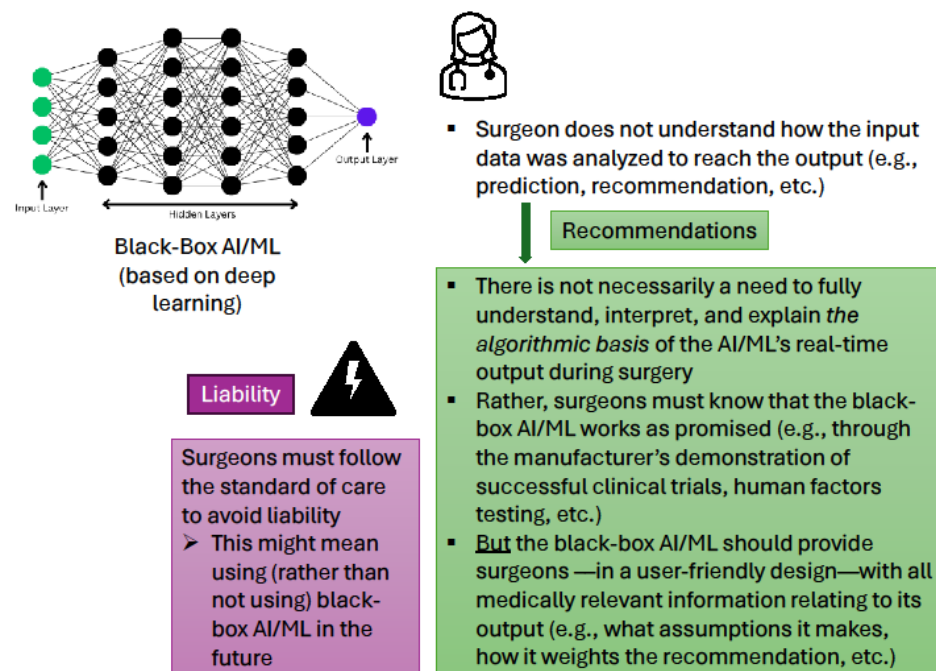 Input Layer
Hidden Layers
Output Layer
Black-Box AI/ML
(based on deep
learning)
▪ Surgeon does not understand how the input
data was analyzed to reach the output (e.g.,
prediction, recommendation, etc.)
Recommendations
▪ There is not necessarily a need to fully
understand, interpret, and explain the
algorithmic basis of the AI/ML's real-time
output during surgery
▪ Rather, surgeons must know that the black-
box AI/ML works as promised (e.g., through
the manufacturer's demonstration of
successful clinical trials, human factors
testing, etc.)
▪ But the black-box AI/ML should provide
surgeons —in a user-friendly design—with all
medically relevant information relating to its
output (e.g., what assumptions it makes,
how it weights the recommendation, etc.)
Liability
Surgeons must follow
the standard of care
to avoid liability
➢ This might mean
using (rather than
not using) black-
box AI/ML in the
future